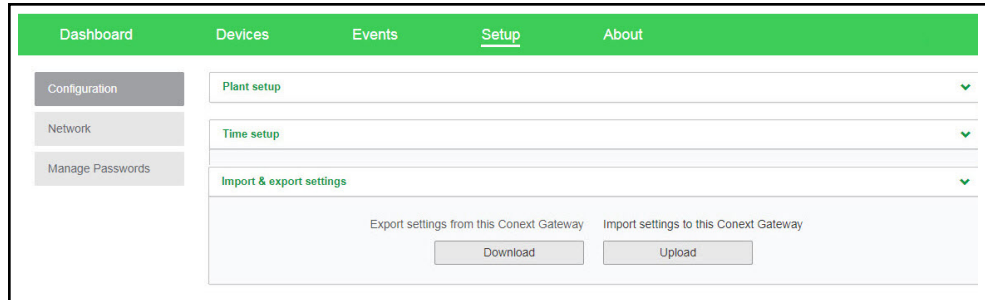 Dashboard Devices Events Setup About
Configuration
Network
Manage Passwords
Plant setup
Time setup
Import & export settings
Export settings from this Conext Gateway Import settings to this Conext Gateway
Download Upload